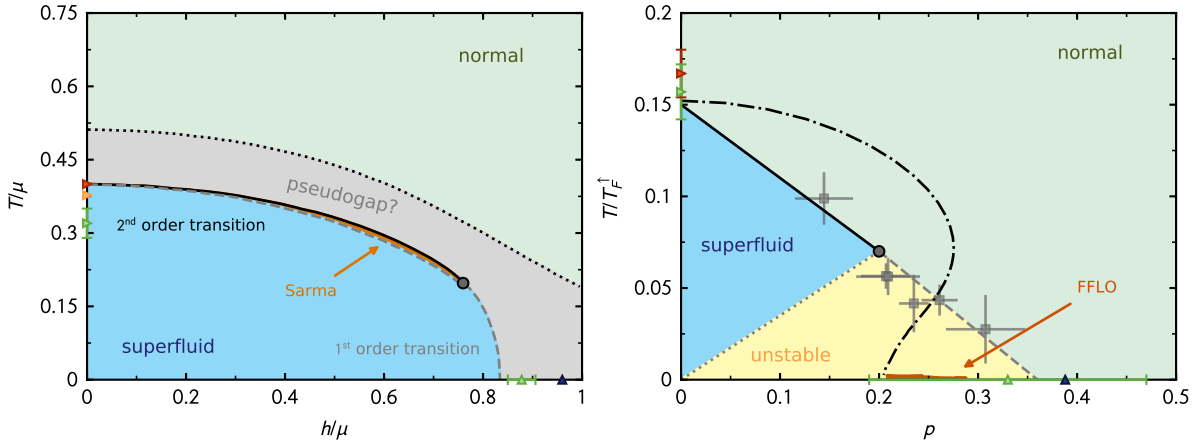 0.75
0.6
0.45
0.3
0.15
0
T/μ
normal
pseudogap?
2nd order transition
Sarma
superfluid
1st order transition
0
0.2
0.4
0.6
0.8
1
h/μ
0.2
0.15
0.1
0.05
0
T/T_F^↑
normal
superfluid
FFLO
unstable
0
0.1
0.2
0.3
0.4
0.5
p